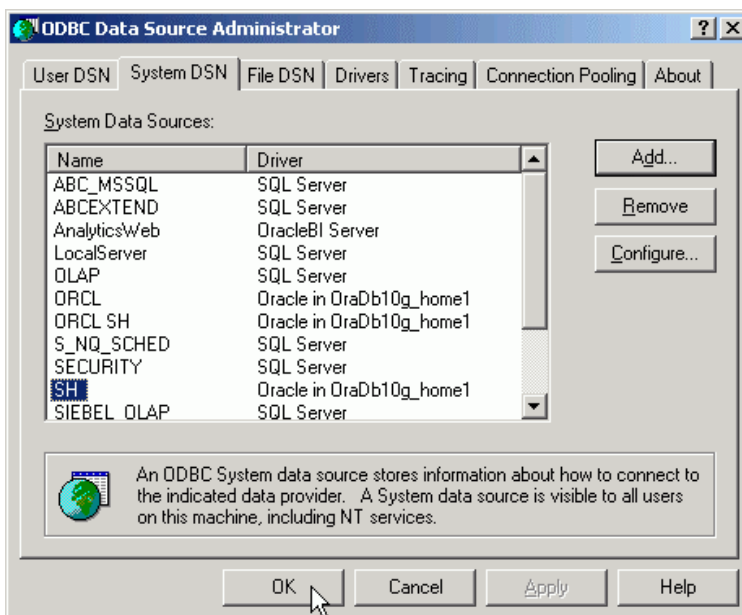 ODBC Data Source Administrator
User DSN System DSN File DSN Drivers Tracing Connection Pooling About
System Data Sources:
Name Driver
ABC_MSSQL SQL Server
ABCEXTEND SQL Server
AnalyticsWeb OracleBI Server
LocalServer SQL Server
OLAP SQL Server
ORCL Oracle in OraDb10g_home1
ORCL SH Oracle in OraDb10g_home1
S_NQ_SCHED SQL Server
SECURITY SQL Server
SH Oracle in OraDb10g_home1
SIEBEL_OLAP SQL Server
Add...
Remove
Configure...
An ODBC System data source stores information about how to connect to
the indicated data provider. A System data source is visible to all users
on this machine, including NT services.
OK Cancel Apply Help